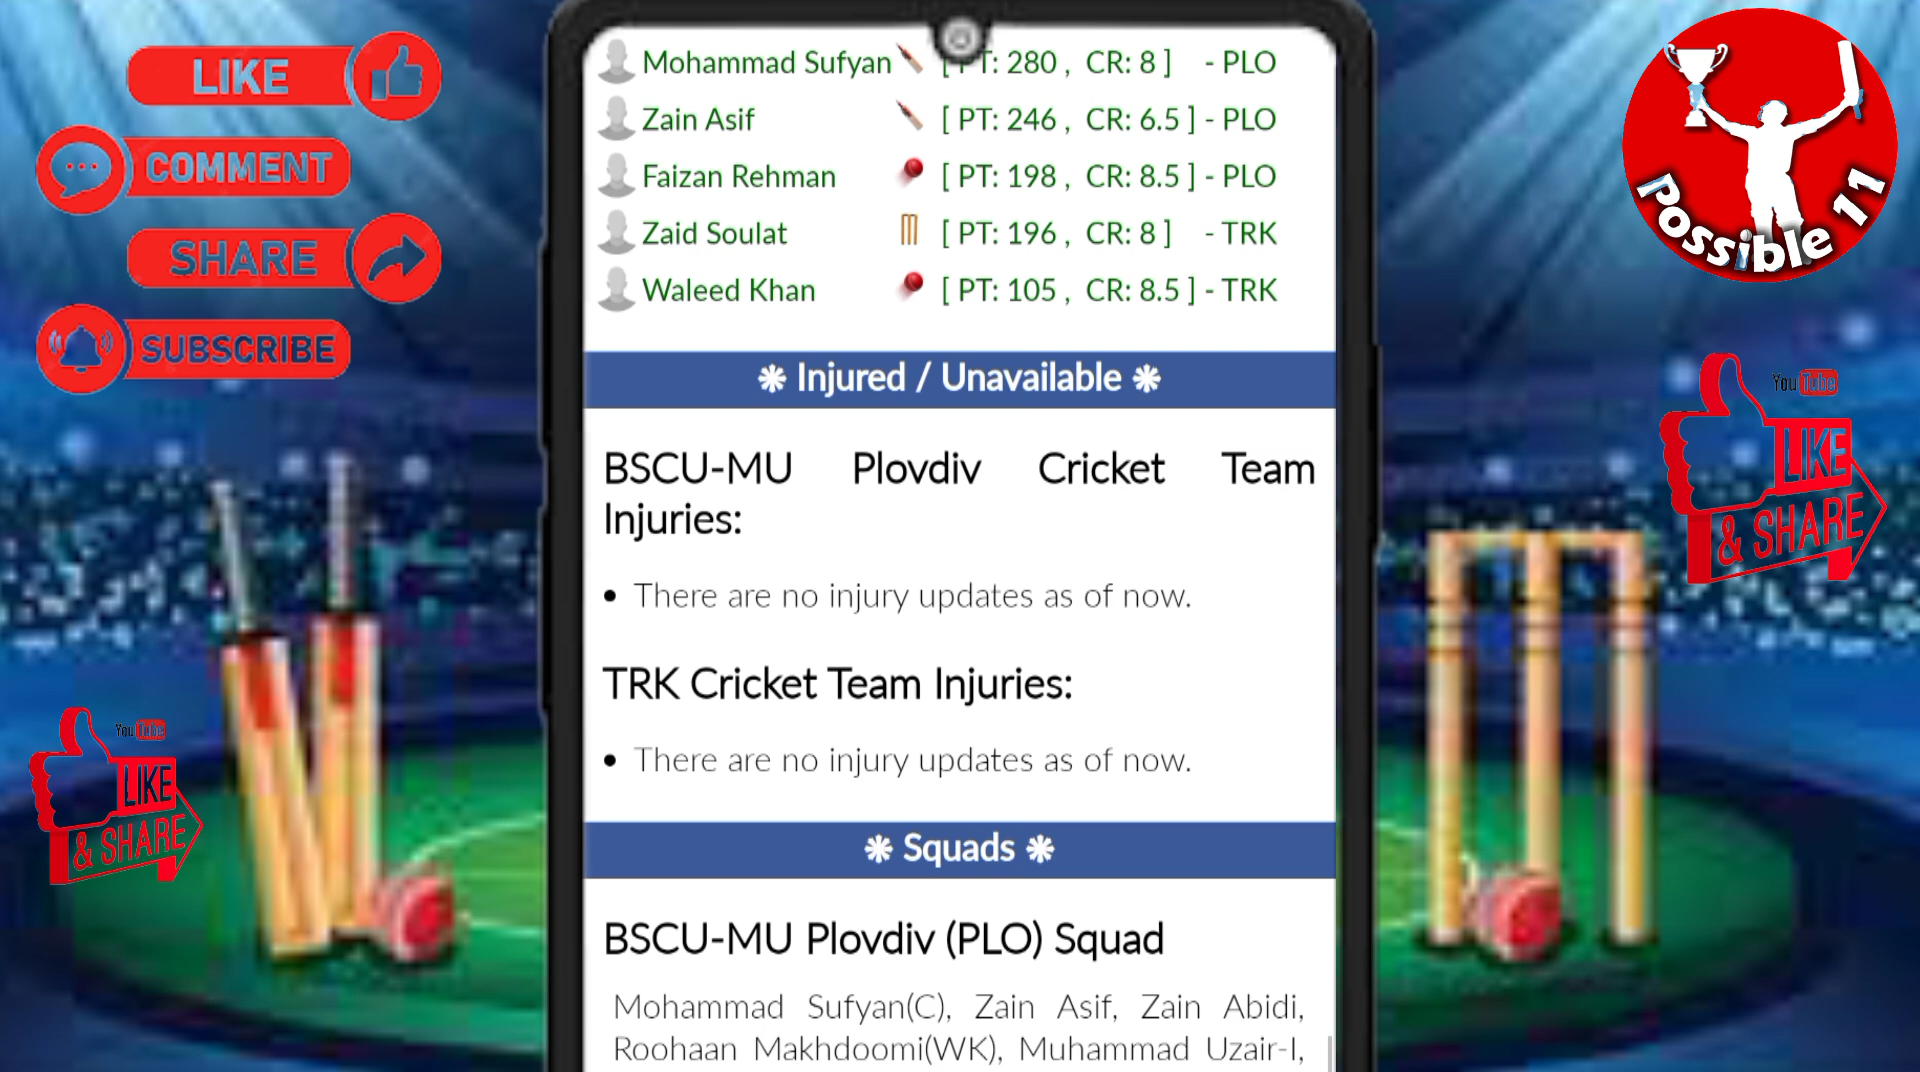 LIKE
COMMENT
SHARE
SUBSCRIBE
Mohammad Sufyan [ PT: 280 , CR: 8 ] - PLO
Zain Asif [ PT: 246 , CR: 6.5 ] - PLO
Faizan Rehman [ PT: 198 , CR: 8.5 ] - PLO
Zaid Soulat [ PT: 196 , CR: 8 ] - TRK
Waleed Khan [ PT: 105 , CR: 8.5 ] - TRK
Injured / Unavailable
BSCU-MU Plovdiv Cricket Team
Injuries:
• There are no injury updates as of now.
TRK Cricket Team Injuries:
• There are no injury updates as of now.
Squads
BSCU-MU Plovdiv (PLO) Squad
Mohammad Sufyan(C), Zain Asif, Zain Abidi,
Roohaan Makhdoomi(WK), Muhammad Uzair-I,
Possible 11
YouTube
LIKE
& SHARE
YouTube
LIKE
& SHARE